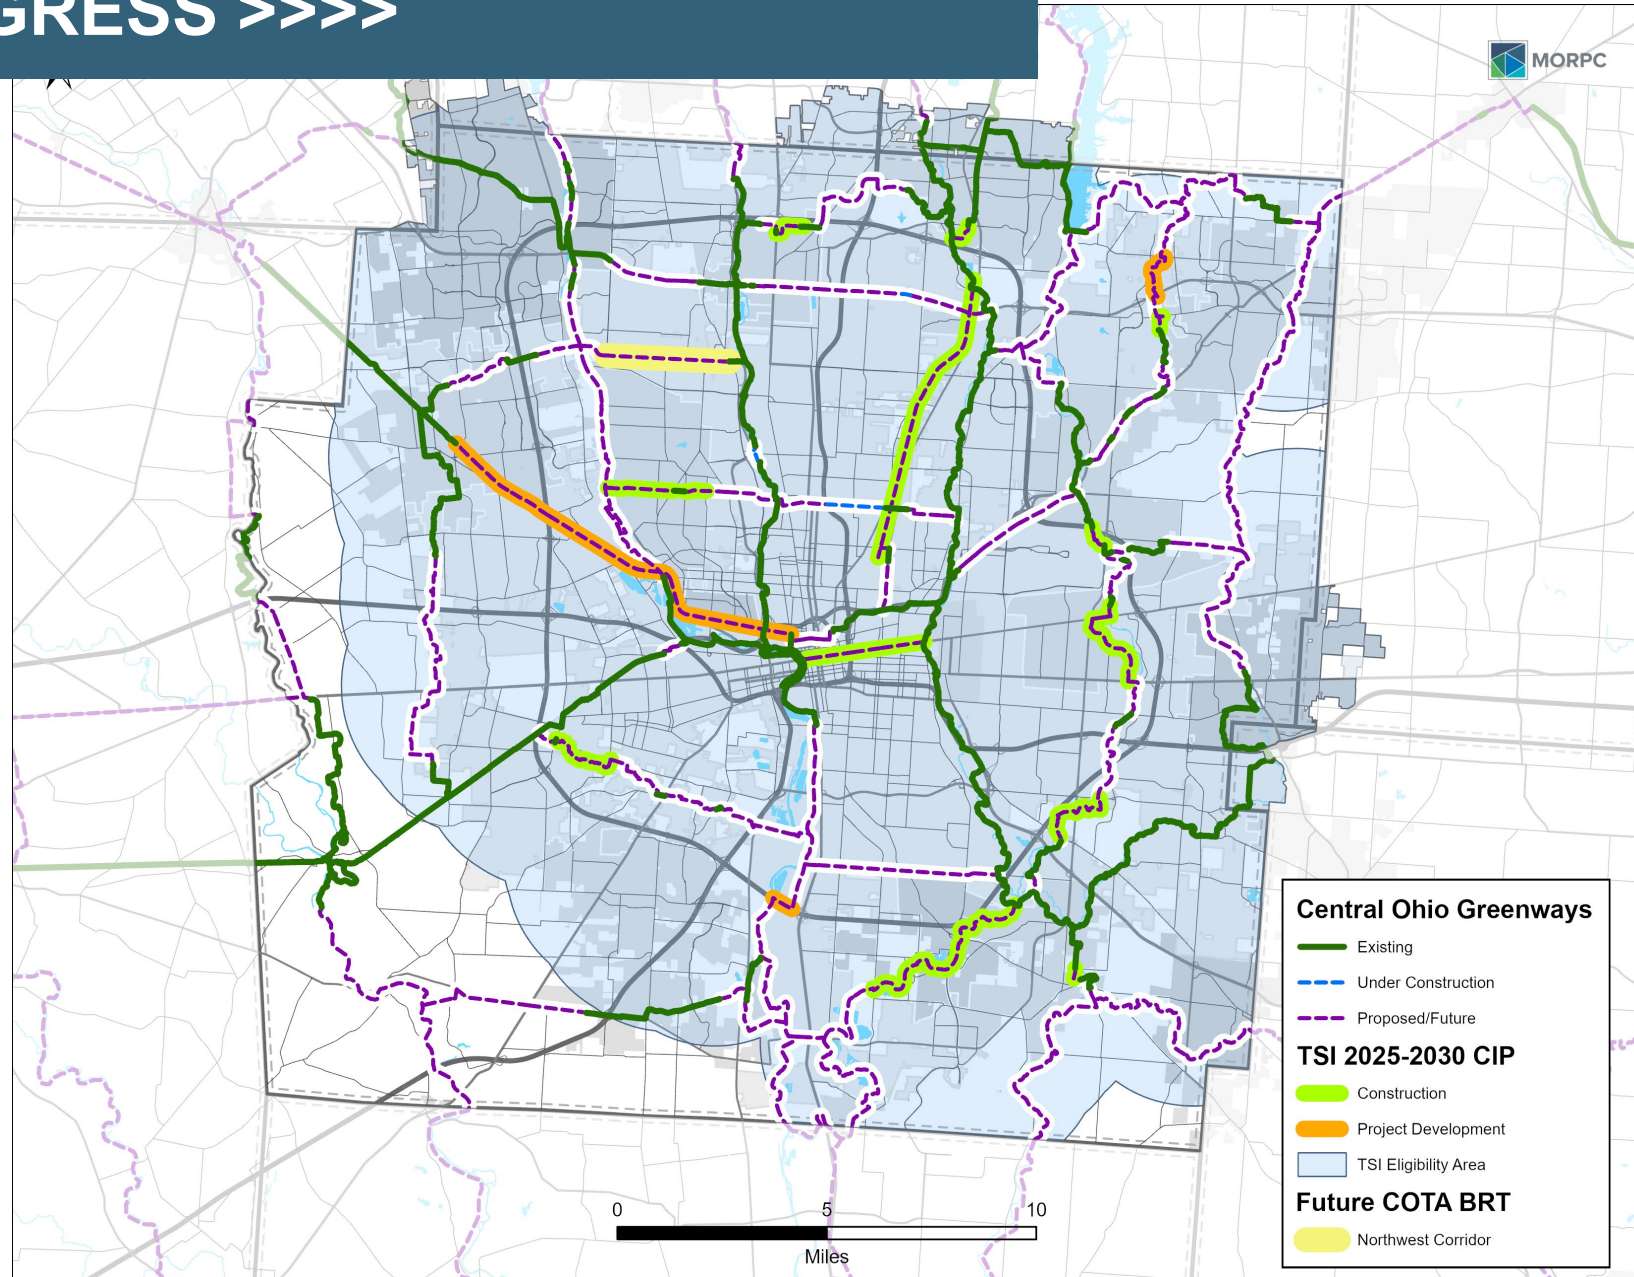 GRESS >>>>
MORPC
Central Ohio Greenways
Existing
Under Construction
Proposed/Future
TSI 2025-2030 CIP
Construction
Project Development
TSI Eligibility Area
Future COTA BRT
Northwest Corridor
0 5 10
Miles